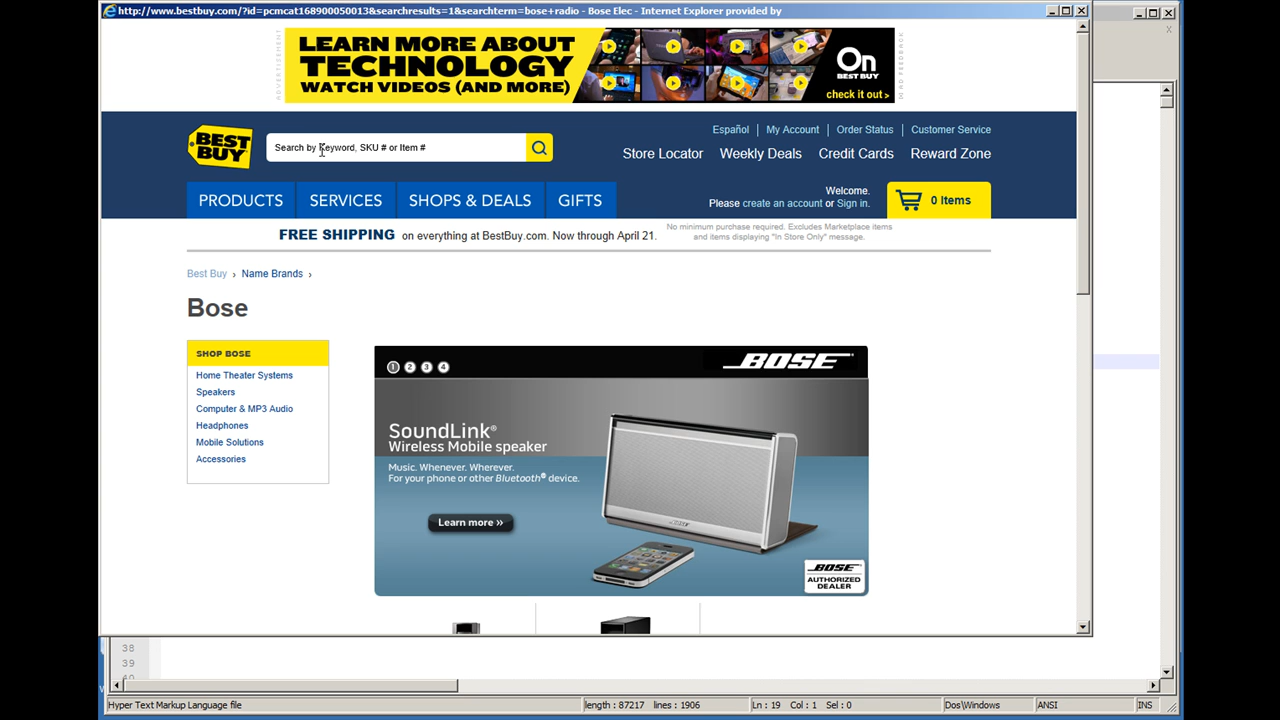 http://www.bestbuy.com/?id=pcmcat168900050013&searchresults=1&searchterm=bose+radio - Bose Elec - Internet Explorer provided by
ADVERTISEMENT
LEARN MORE ABOUT
TECHNOLOGY
WATCH VIDEOS (AND MORE)
On
BEST BUY
check it out >
AD FEEDBACK
BEST
BUY
Search by Keyword, SKU # or Item #
Español
My Account
Order Status
Customer Service
Store Locator
Weekly Deals
Credit Cards
Reward Zone
PRODUCTS
SERVICES
SHOPS & DEALS
GIFTS
Welcome.
Please create an account or Sign in.
0 Items
FREE SHIPPING on everything at BestBuy.com. Now through April 21.
No minimum purchase required. Excludes Marketplace items
and items displaying "In Store Only" message.
Best Buy › Name Brands ›
Bose
SHOP BOSE
Home Theater Systems
Speakers
Computer & MP3 Audio
Headphones
Mobile Solutions
Accessories
1 2 3 4
BOSE
SoundLink®
Wireless Mobile speaker
Music. Whenever. Wherever.
For your phone or other Bluetooth® device.
Learn more »
BOSE
BOSE
AUTHORIZED
DEALER
38
39
Hyper Text Markup Language file
length : 87217 lines : 1906
Ln : 19 Col : 1 Sel : 0
Dos\Windows
ANSI
INS